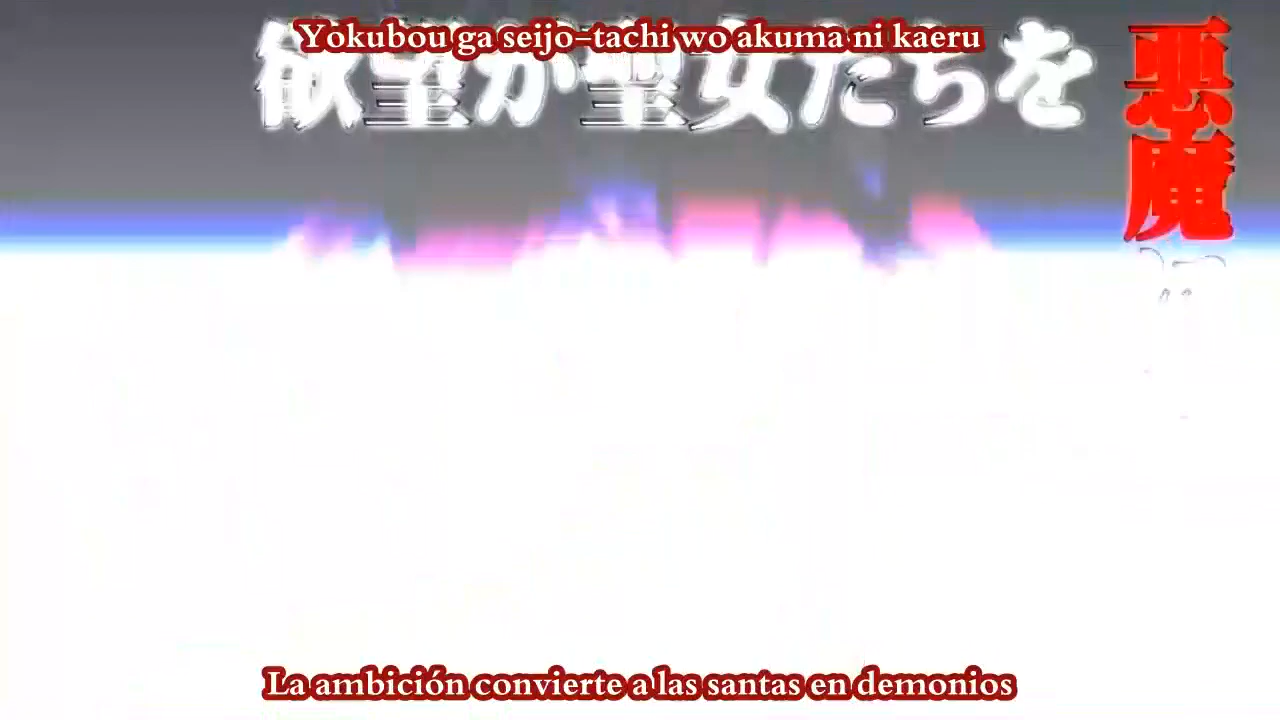 Yokubou ga seijo-tachi wo akuma ni kaeru
欲望が聖女たちを
悪魔
La ambición convierte a las santas en demonios